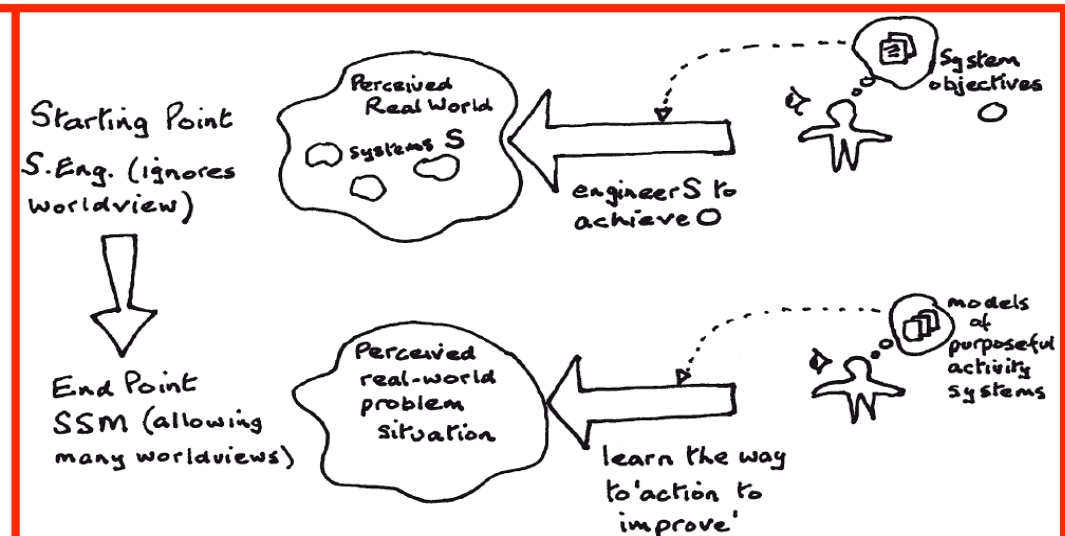 Starting Point
S.Eng. (ignores
worldview)
Perceived
Real World
systems S
engineer S to
achieve O
System
objectives
O
End Point
SSM (allowing
many worldviews)
Perceived
real-world
problem
situation
learn the way
to 'action to
improve'
models
of
purposeful
activity
systems